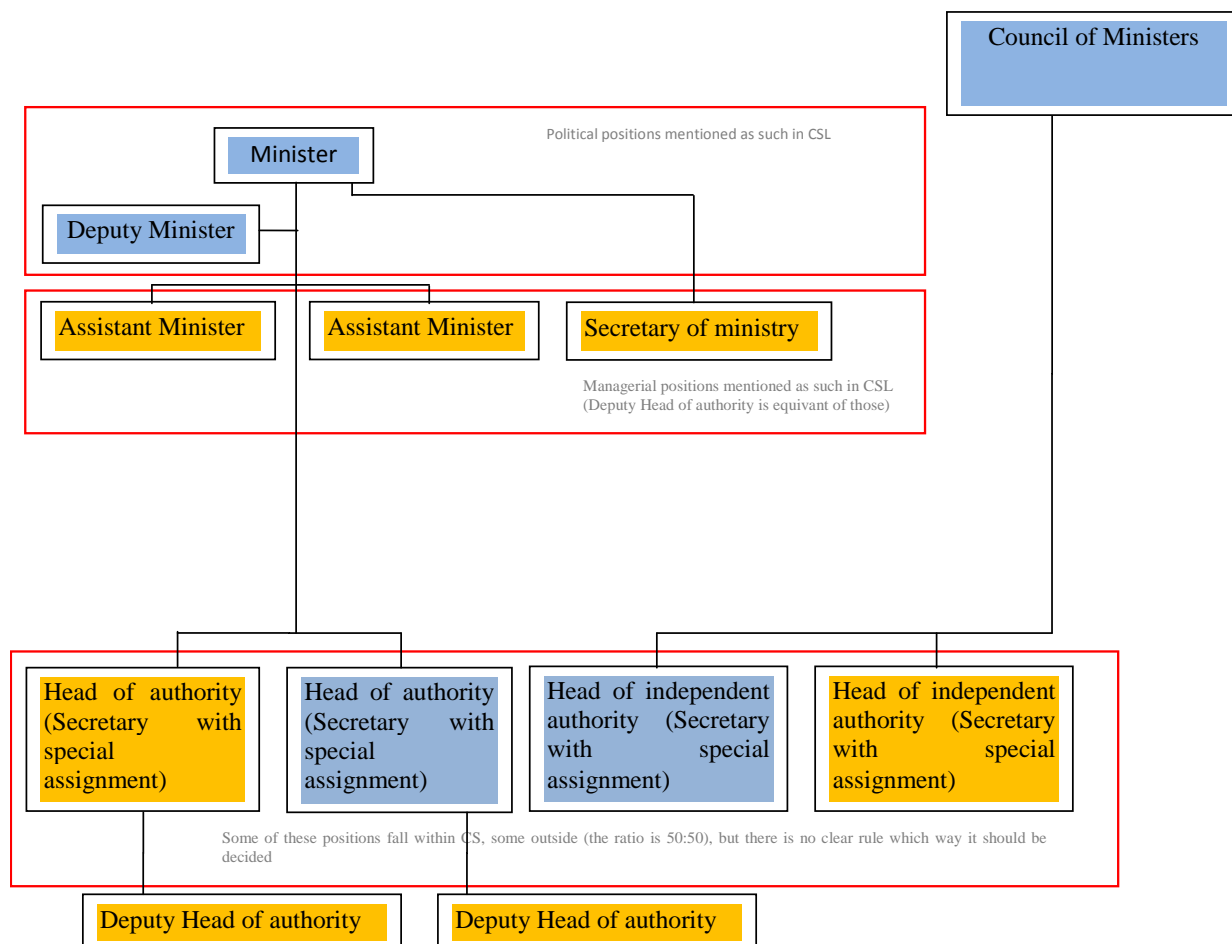 Council of Ministers
Political positions mentioned as such in CSL
Minister
Deputy Minister
Assistant Minister
Assistant Minister
Secretary of ministry
Managerial positions mentioned as such in CSL
(Deputy Head of authority is equivant of those)
Head of authority
(Secretary with
special
assignment)
Head of authority
(Secretary with
special
assignment)
Head of independent
authority (Secretary
with special
assignment)
Head of independent
authority (Secretary
with special
assignment)
Some of these positions fall within CS, some outside (the ratio is 50:50), but there is no clear rule which way it should be
decided
Deputy Head of authority
Deputy Head of authority